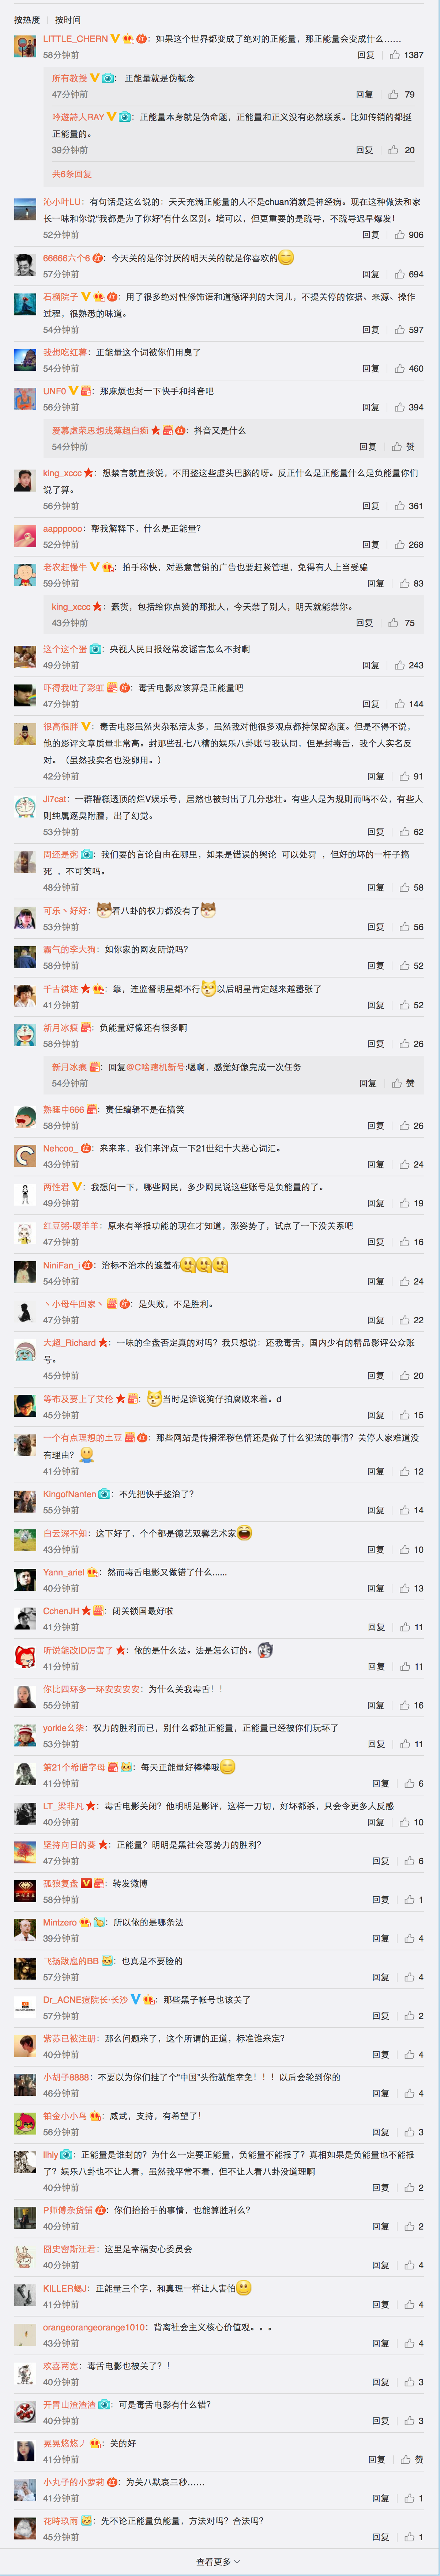 按热度 按时间
LITTLE_CHERN：如果这个世界都变成了绝对的正能量，那正能量会变成什么……
58分钟前 回复 1387
所有教授：正能量就是伪概念
47分钟前 回复 79
吟遊詩人RAY：正能量本身就是伪命题，正能量和正义没有必然联系。比如传销的都挺
正能量的。
39分钟前 回复 20
共6条回复
沁小叶LU：有句话是这么说的：天天充满正能量的人不是chuan消就是神经病。现在这种做法和家
长一味和你说“我都是为了你好”有什么区别。堵可以，但更重要的是疏导，不疏导迟早爆发！
52分钟前 回复 906
66666六个6：今天关的是你讨厌的明天关的就是你喜欢的
57分钟前 回复 694
石榴院子：用了很多绝对性修饰语和道德评判的大词儿，不提关停的依据、来源、操作
过程，很熟悉的味道。
54分钟前 回复 597
我想吃红薯：正能量这个词被你们用臭了
54分钟前 回复 460
UNF0：那麻烦也封一下快手和抖音吧
56分钟前 回复 394
爱慕虚荣思想浅薄超白痴：抖音又是什么
54分钟前 回复 赞
king_xccc：想禁言就直接说，不用整这些虚头巴脑的呀。反正什么是正能量什么是负能量你们
说了算。
56分钟前 回复 361
aapppooo：帮我解释下，什么是正能量？
52分钟前 回复 268
老农赶慢牛：拍手称快，对恶意营销的广告也要赶紧管理，免得有人上当受骗
59分钟前 回复 83
king_xccc：蠢货，包括给你点赞的那批人，今天禁了别人，明天就能禁你。
43分钟前 回复 75
这个这个蛋：央视人民日报经常发谣言怎么不封啊
49分钟前 回复 243
吓得我吐了彩虹：毒舌电影应该算是正能量吧
47分钟前 回复 144
很高很胖：毒舌电影虽然夹杂私活太多，虽然我对他很多观点都持保留态度。但是不得不说，
他的影评文章质量非常高。封那些乱七八糟的娱乐八卦账号我认同，但是封毒舌，我个人实名反
对。（虽然我实名也没卵用。）
42分钟前 回复 91
Ji7cat：一群糟糕透顶的烂V娱乐号，居然也被封出了几分悲壮。有些人是为规则而鸣不公，有些人
则纯属逐臭附膻，出了幻觉。
53分钟前 回复 62
周还是粥：我们要的言论自由在哪里，如果是错误的舆论 可以处罚 ，但好的坏的一杆子搞
死 ，不可笑吗。
48分钟前 回复 58
可乐丶好好：看八卦的权力都没有了
53分钟前 回复 56
霸气的李大狗：如你家的网友所说吗？
58分钟前 回复 52
千古祺迹：靠，连监督明星都不行以后明星肯定越来越嚣张了
41分钟前 回复 52
新月冰痕：负能量好像还有很多啊
58分钟前 回复 26
新月冰痕：回复@C啥瞎机新号:嗯啊，感觉好像完成一次任务
54分钟前 回复 赞
熟睡中666：责任编辑不是在搞笑
58分钟前 回复 26
Nehcoo_：来来来，我们来评点一下21世纪十大恶心词汇。
43分钟前 回复 24
两性君：我想问一下，哪些网民，多少网民说这些账号是负能量的了。
49分钟前 回复 19
红豆粥-暖羊羊：原来有举报功能的现在才知道，涨姿势了，试点了一下没关系吧
47分钟前 回复 16
NiniFan_i：治标不治本的遮羞布
54分钟前 回复 24
丶小母牛回家丶：是失败，不是胜利。
47分钟前 回复 22
大超_Richard：一味的全盘否定真的对吗？我只想说：还我毒舌，国内少有的精品影评公众账
号。
45分钟前 回复 20
等布及要上了艾伦：当时是谁说狗仔拍腐败来着。d
45分钟前 回复 15
一个有点理想的土豆：那些网站是传播淫秽色情还是做了什么犯法的事情？关停人家难道没
有理由？
41分钟前 回复 12
KingofNanten：不先把快手整治了？
55分钟前 回复 14
白云深不知：这下好了，个个都是德艺双馨艺术家
43分钟前 回复 10
Yann_ariel：然而毒舌电影又做错了什么......
40分钟前 回复 13
CchenJH：闭关锁国最好啦
41分钟前 回复 11
听说能改ID厉害了：依的是什么法。法是怎么订的。
41分钟前 回复 11
你比四环多一环安安安安：为什么关我毒舌！！
55分钟前 回复 16
yorkie幺柒：权力的胜利而已，别什么都扯正能量，正能量已经被你们玩坏了
53分钟前 回复 11
第21个希腊字母：每天正能量好棒棒哦
41分钟前 回复 6
LT_梁非凡：毒舌电影关闭？他明明是影评，这样一刀切，好坏都杀，只会令更多人反感
40分钟前 回复 10
坚持向日的葵：正能量？明明是黑社会恶势力的胜利？
47分钟前 回复 6
孤狼复盘：转发微博
58分钟前 回复 1
Mintzero：所以依的是哪条法
39分钟前 回复 4
飞扬跋扈的BB：也真是不要脸的
57分钟前 回复 4
Dr_ACNE痘院长-长沙：那些黑子帐号也该关了
57分钟前 回复 2
紫苏已被注册：那么问题来了，这个所谓的正道，标准谁来定？
40分钟前 回复 4
小胡子8888：不要以为你们挂了个“中国”头衔就能幸免！！！以后会轮到你的
46分钟前 回复 4
铂金小小鸟：威武，支持，有希望了！
56分钟前 回复 3
llhly：正能量是谁封的？为什么一定要正能量，负能量不能报了？真相如果是负能量也不能报
了？娱乐八卦也不让人看，虽然我平常不看，但不让人看八卦没道理啊
40分钟前 回复 2
P师傅杂货铺：你们抬抬手的事情，也能算胜利么？
40分钟前 回复 2
囧史密斯汪君：这里是幸福安心委员会
40分钟前 回复 4
KILLER蝎J：正能量三个字，和真理一样让人害怕
41分钟前 回复 4
orangeorangeorange1010：背离社会主义核心价值观。。。
43分钟前 回复 4
欢喜两宽：毒舌电影也被关了？！
40分钟前 回复 3
开胃山渣渣渣：可是毒舌电影有什么错？
40分钟前 回复 3
晃晃悠悠丿：关的好
41分钟前 回复 赞
小丸子的小萝莉：为关八默哀三秒……
41分钟前 回复 1
花時玖雨：先不论正能量负能量，方法对吗？合法吗？
45分钟前 回复 1
查看更多